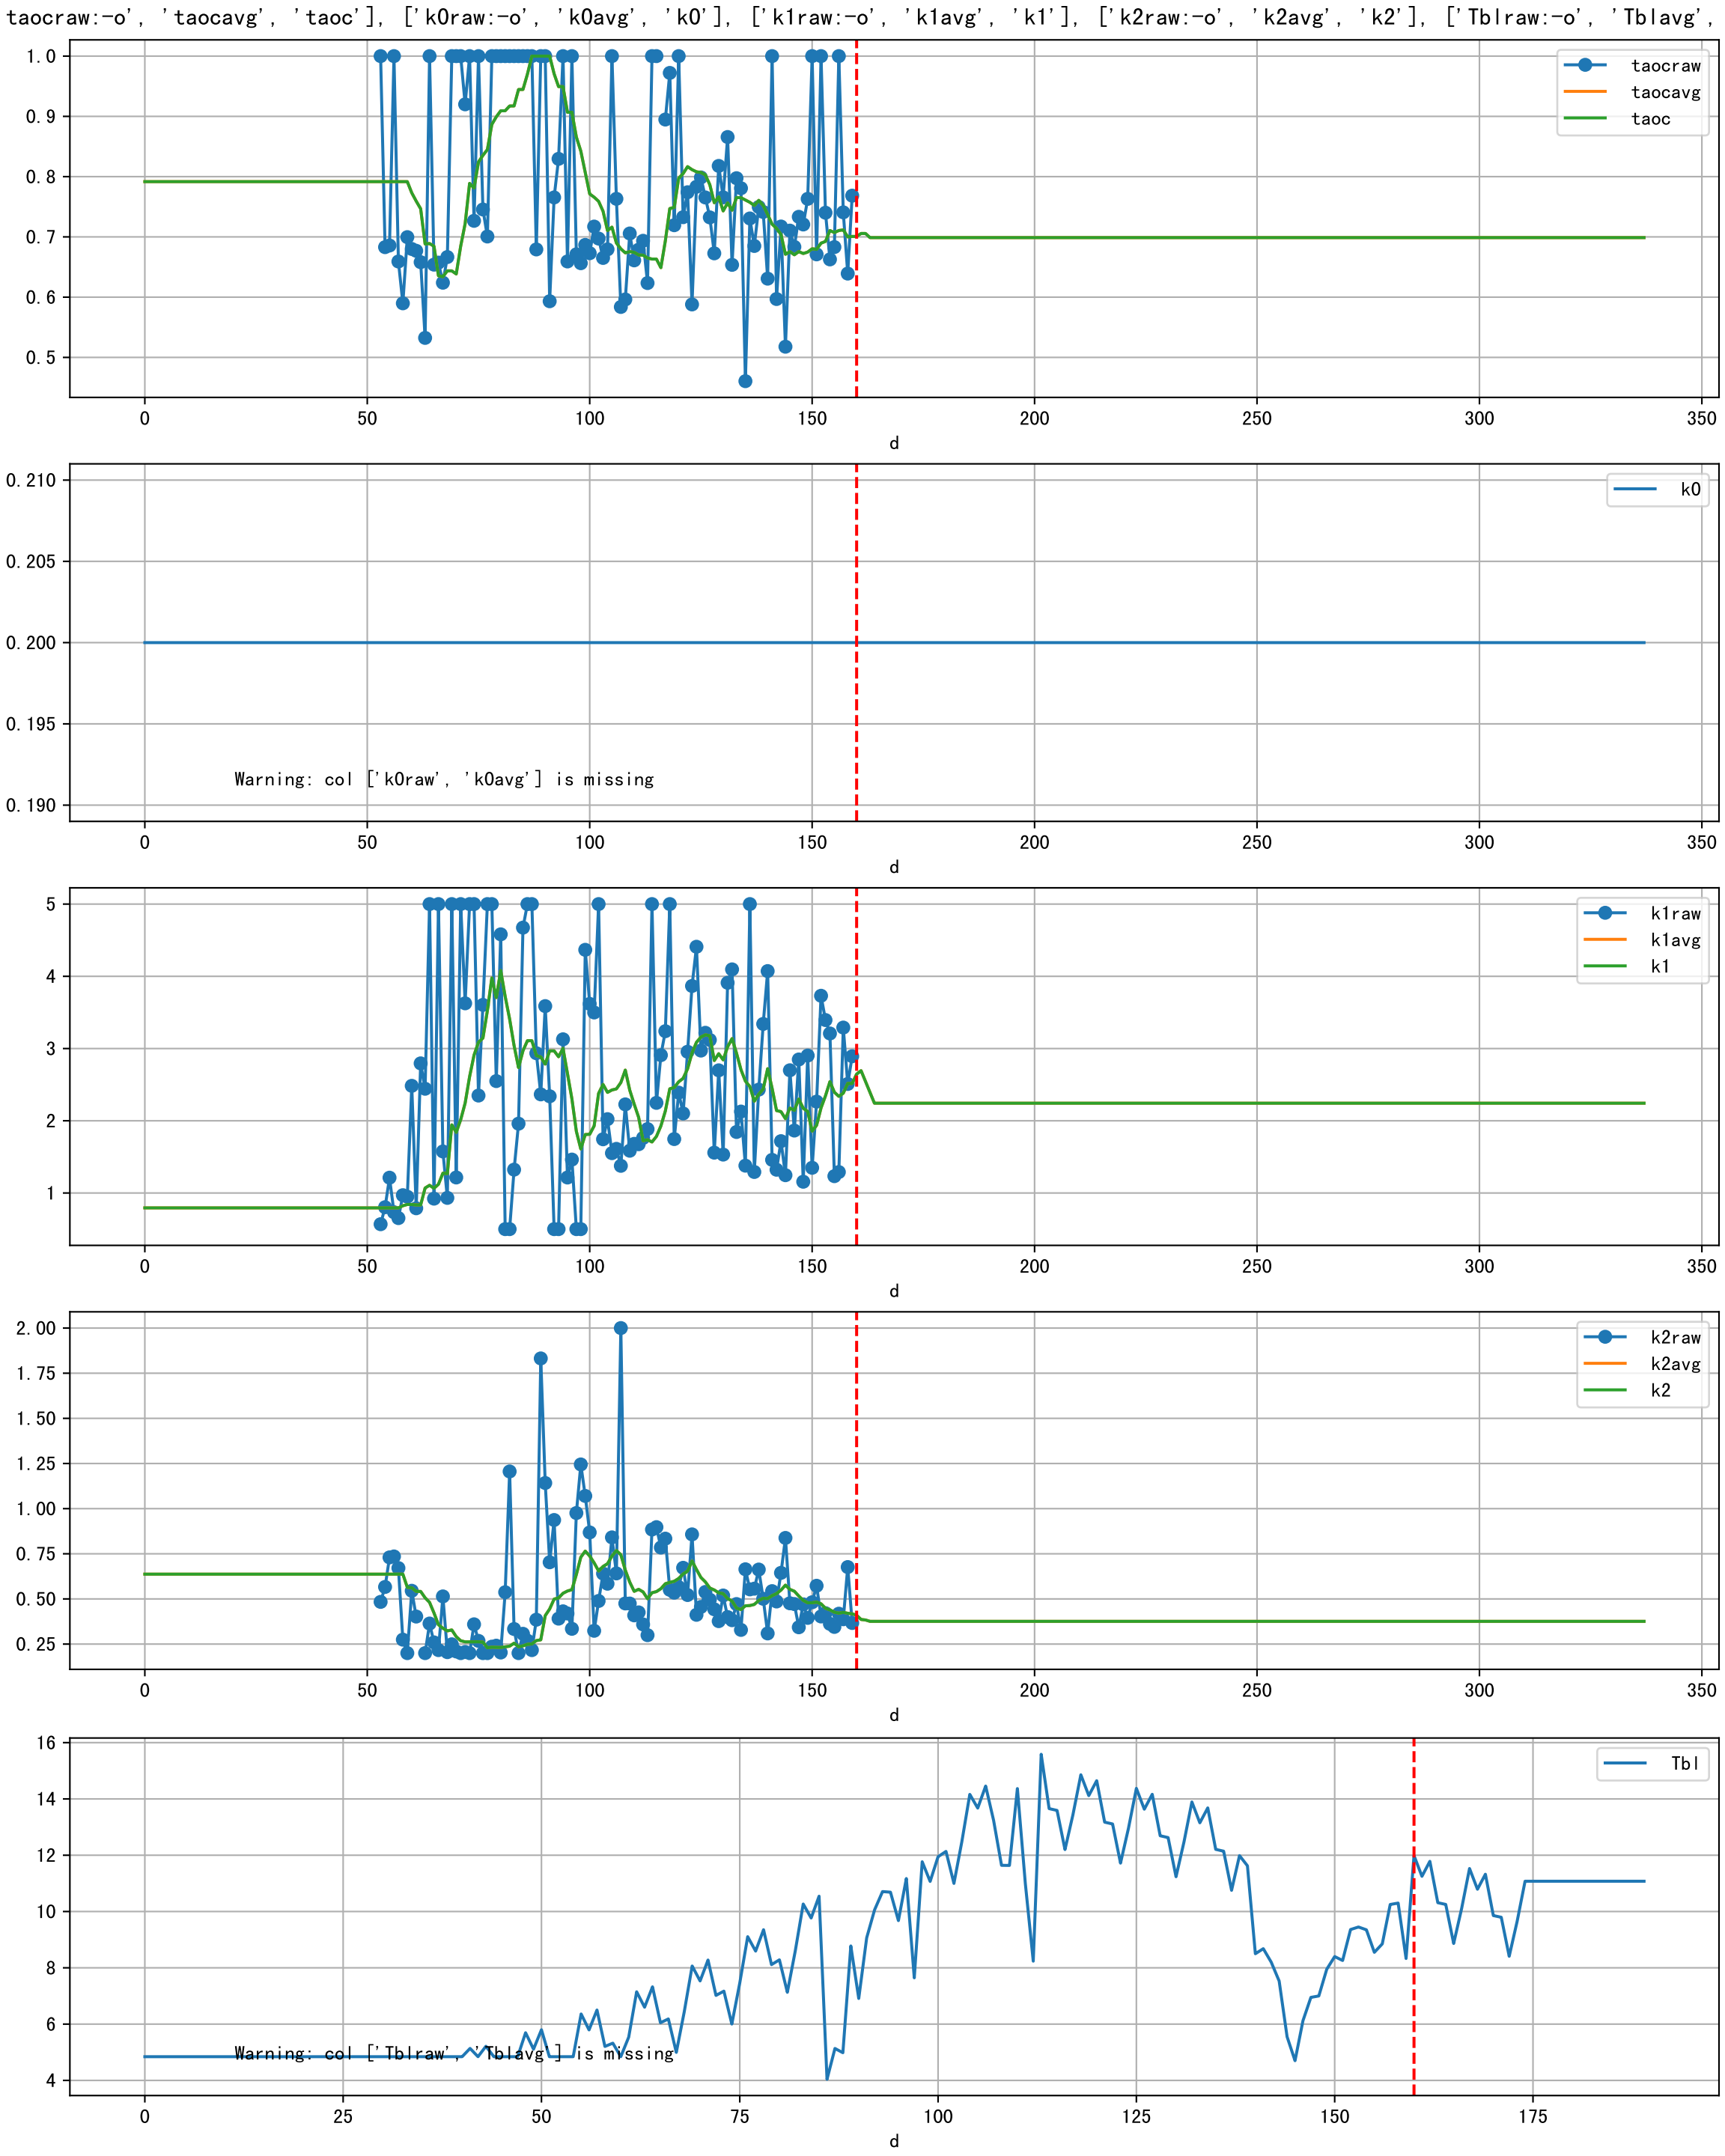 taocraw:-o', 'taocavg', 'taoc'], ['k0raw:-o', 'k0avg', 'k0'], ['k1raw:-o', 'k1avg', 'k1'], ['k2raw:-o', 'k2avg', 'k2'], ['Tblraw:-o', 'Tblavg',
1.0
0.9
0.8
0.7
0.6
0.5
taocraw
taocavg
taoc
0 50 100 150 200 250 300 350
d
0.210
0.205
0.200
0.195
0.190
k0
Warning: col ['k0raw', 'k0avg'] is missing
0 50 100 150 200 250 300 350
d
5
4
3
2
1
k1raw
k1avg
k1
0 50 100 150 200 250 300 350
d
2.00
1.75
1.50
1.25
1.00
0.75
0.50
0.25
k2raw
k2avg
k2
0 50 100 150 200 250 300 350
d
16
14
12
10
8
6
4
Tbl
Warning: col ['Tblraw', 'Tblavg'] is missing
0 25 50 75 100 125 150 175
d